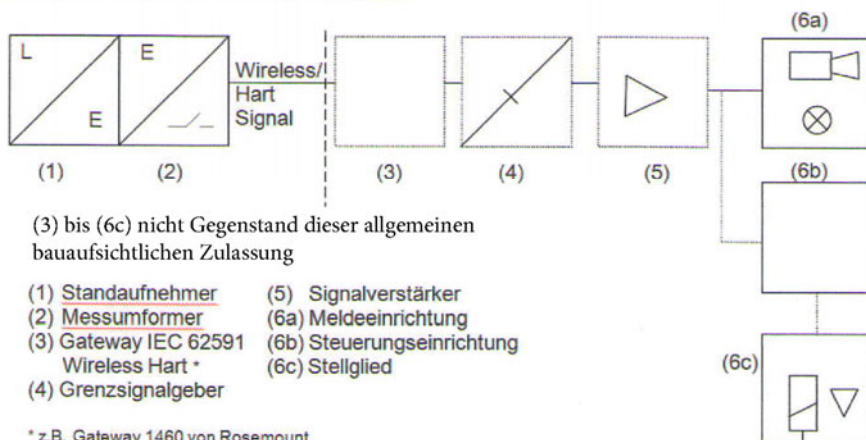 (6a)
L
E
E
Wireless/
Hart
Signal
(1)
(2)
(3)
(4)
(5)
(6b)
(3) bis (6c) nicht Gegenstand dieser allgemeinen
bauaufsichtlichen Zulassung
(6c)
(1) Standaufnehmer
(2) Messumformer
(3) Gateway IEC 62591
Wireless Hart *
(4) Grenzsignalgeber
(5) Signalverstärker
(6a) Meldeeinrichtung
(6b) Steuerungseinrichtung
(6c) Stellglied
* z.B. Gateway 1460 von Rosemount